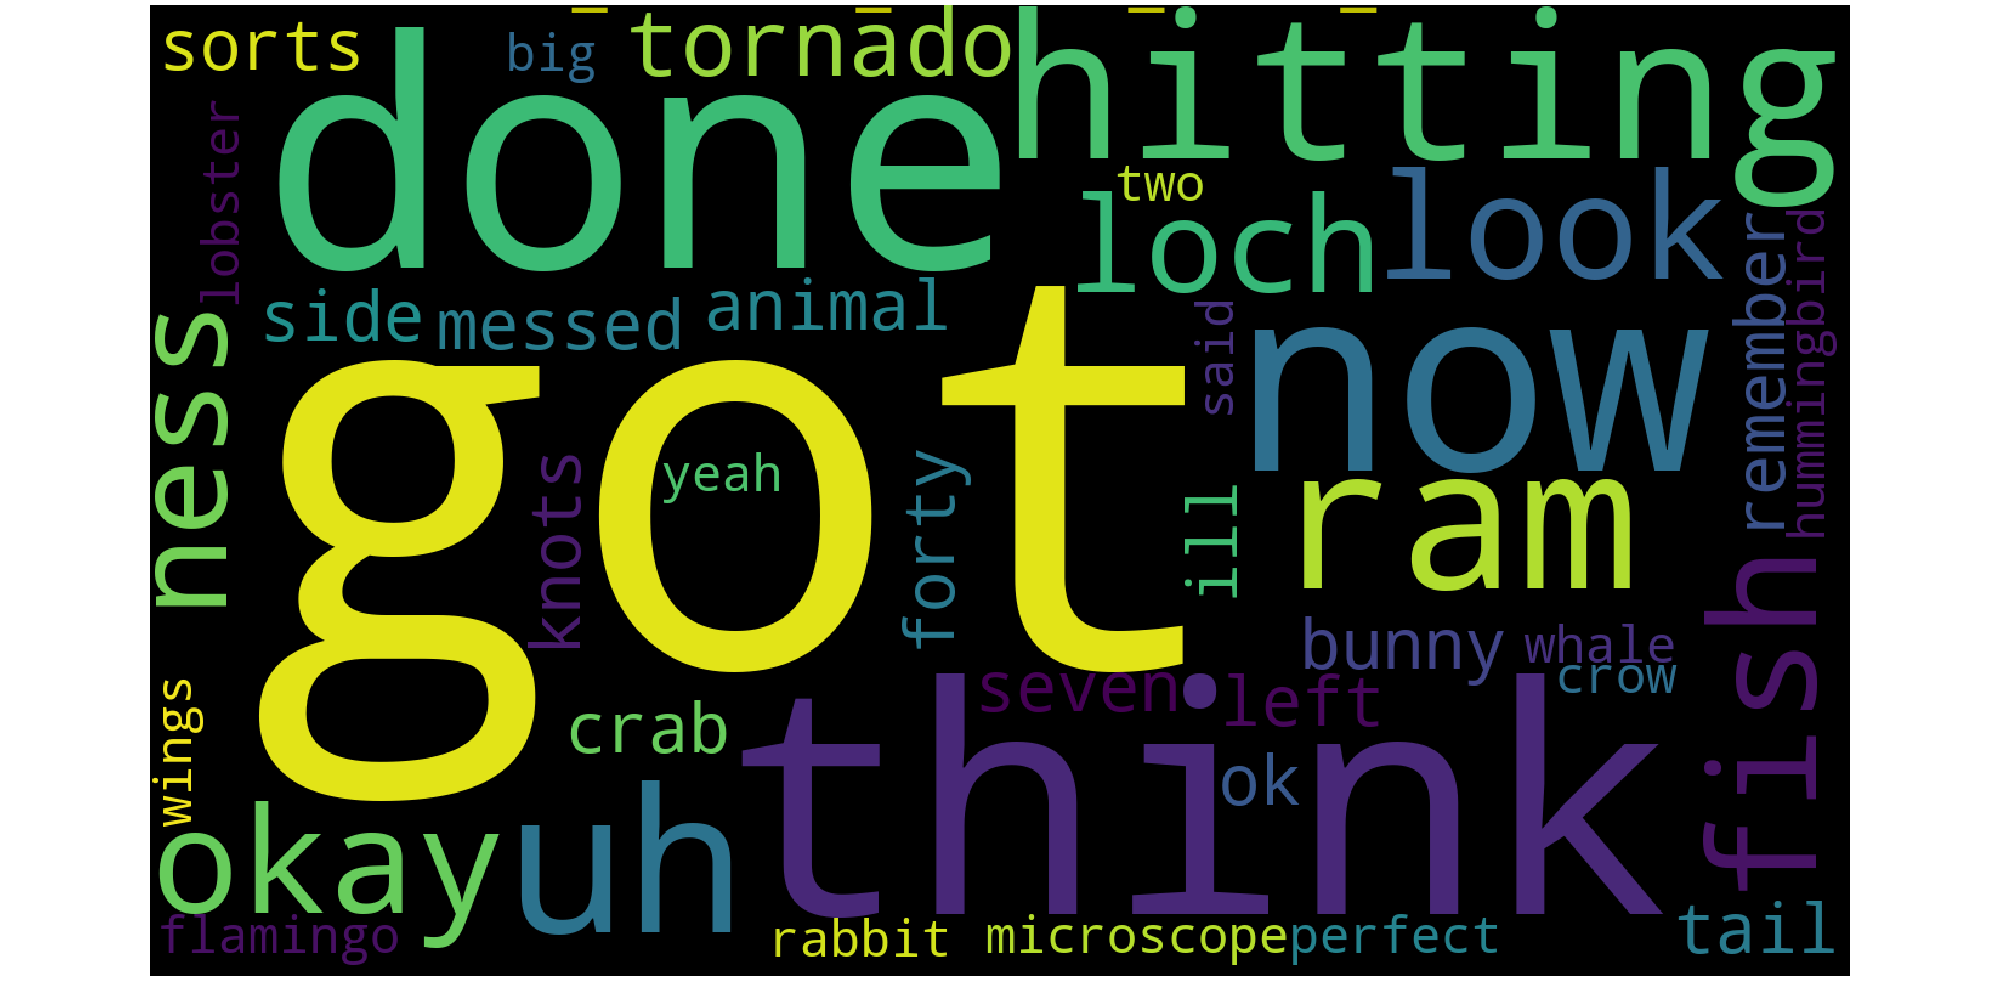 sorts
big
tornado
hitting
done
lobster
two
loch
look
remember
hummingbird
side
messed
animal
said
now
ness
got
yeah
knots
forty
ill
ram
fish
bunny
whale
crow
seven
left
think
wings
crab
ok
okay
uh
flamingo
rabbit
microscope
perfect
tail